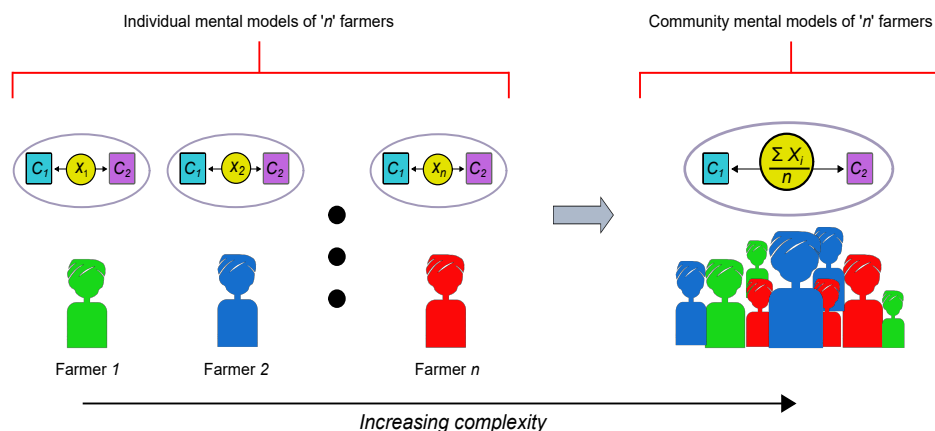 Individual mental models of 'n' farmers
Community mental models of 'n' farmers
C₁ x₁ C₂
C₁ x₂ C₂
C₁ xₙ C₂
C₁ Σ Xᵢ / n C₂
Farmer 1
Farmer 2
Farmer n
Increasing complexity